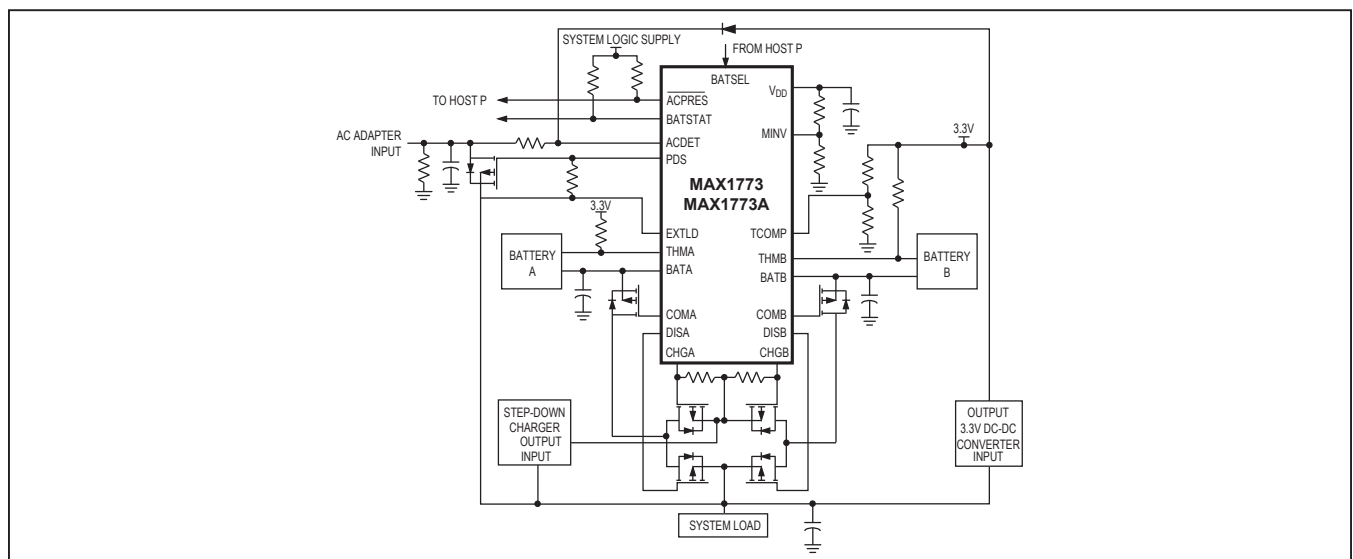 SYSTEM LOGIC SUPPLY
FROM HOST P
BATSEL
TO HOST P
ACPRES
BATSTAT
AC ADAPTER
INPUT
ACDET
PDS
VDD
MINV
3.3V
MAX1773
MAX1773A
3.3V
EXTLD
TCOMP
BATTERY
A
THMA
BATA
THMB
BATB
BATTERY
B
COMA
COMB
DISA
DISB
CHGA
CHGB
STEP-DOWN
CHARGER
OUTPUT
INPUT
OUTPUT
3.3V DC-DC
CONVERTER
INPUT
SYSTEM LOAD